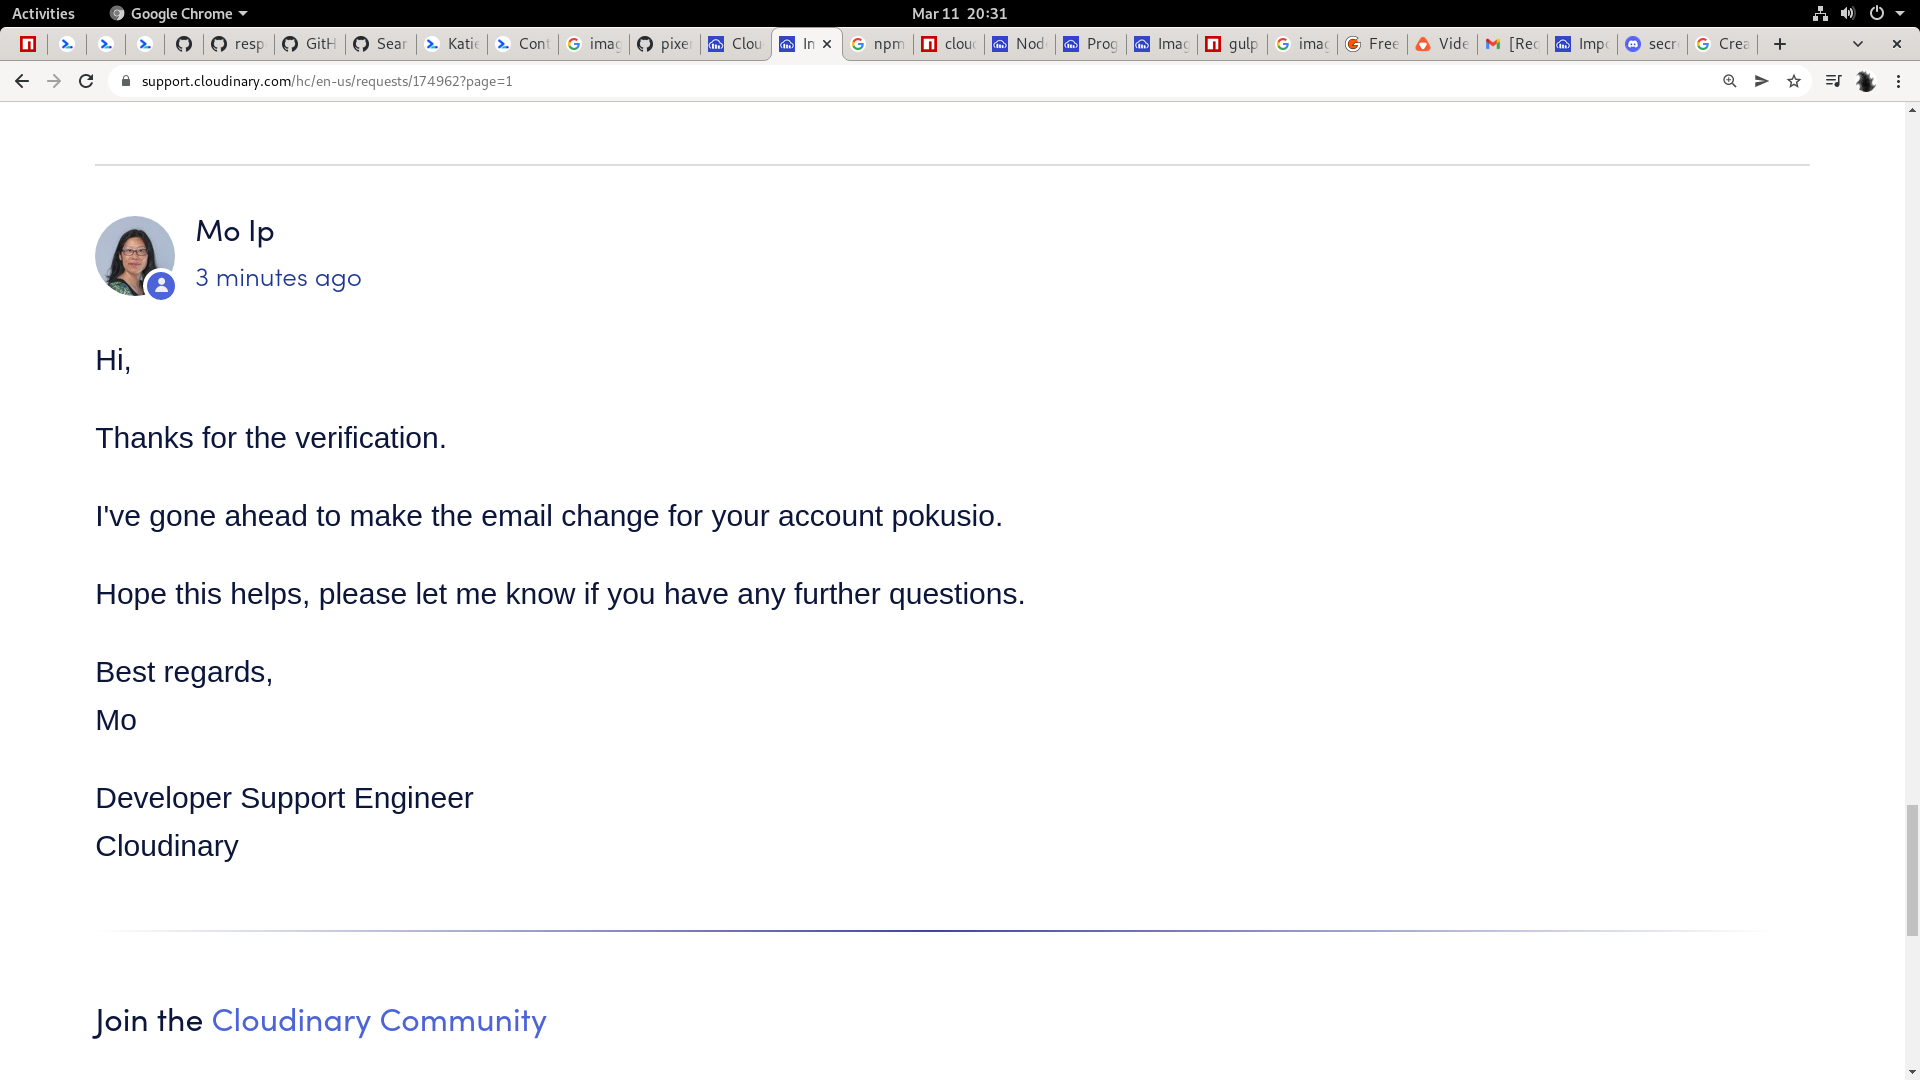 Activities Google Chrome Mar 11 20:31
resp GitH Sear Katie Cont imag pixer Clou In npm clouc Nod Prog Imag gulp imag Free Vide [Rec Impo secr Crea
support.cloudinary.com/hc/en-us/requests/174962?page=1
Mo Ip
3 minutes ago
Hi,
Thanks for the verification.
I've gone ahead to make the email change for your account pokusio.
Hope this helps, please let me know if you have any further questions.
Best regards,
Mo
Developer Support Engineer
Cloudinary
Join the Cloudinary Community